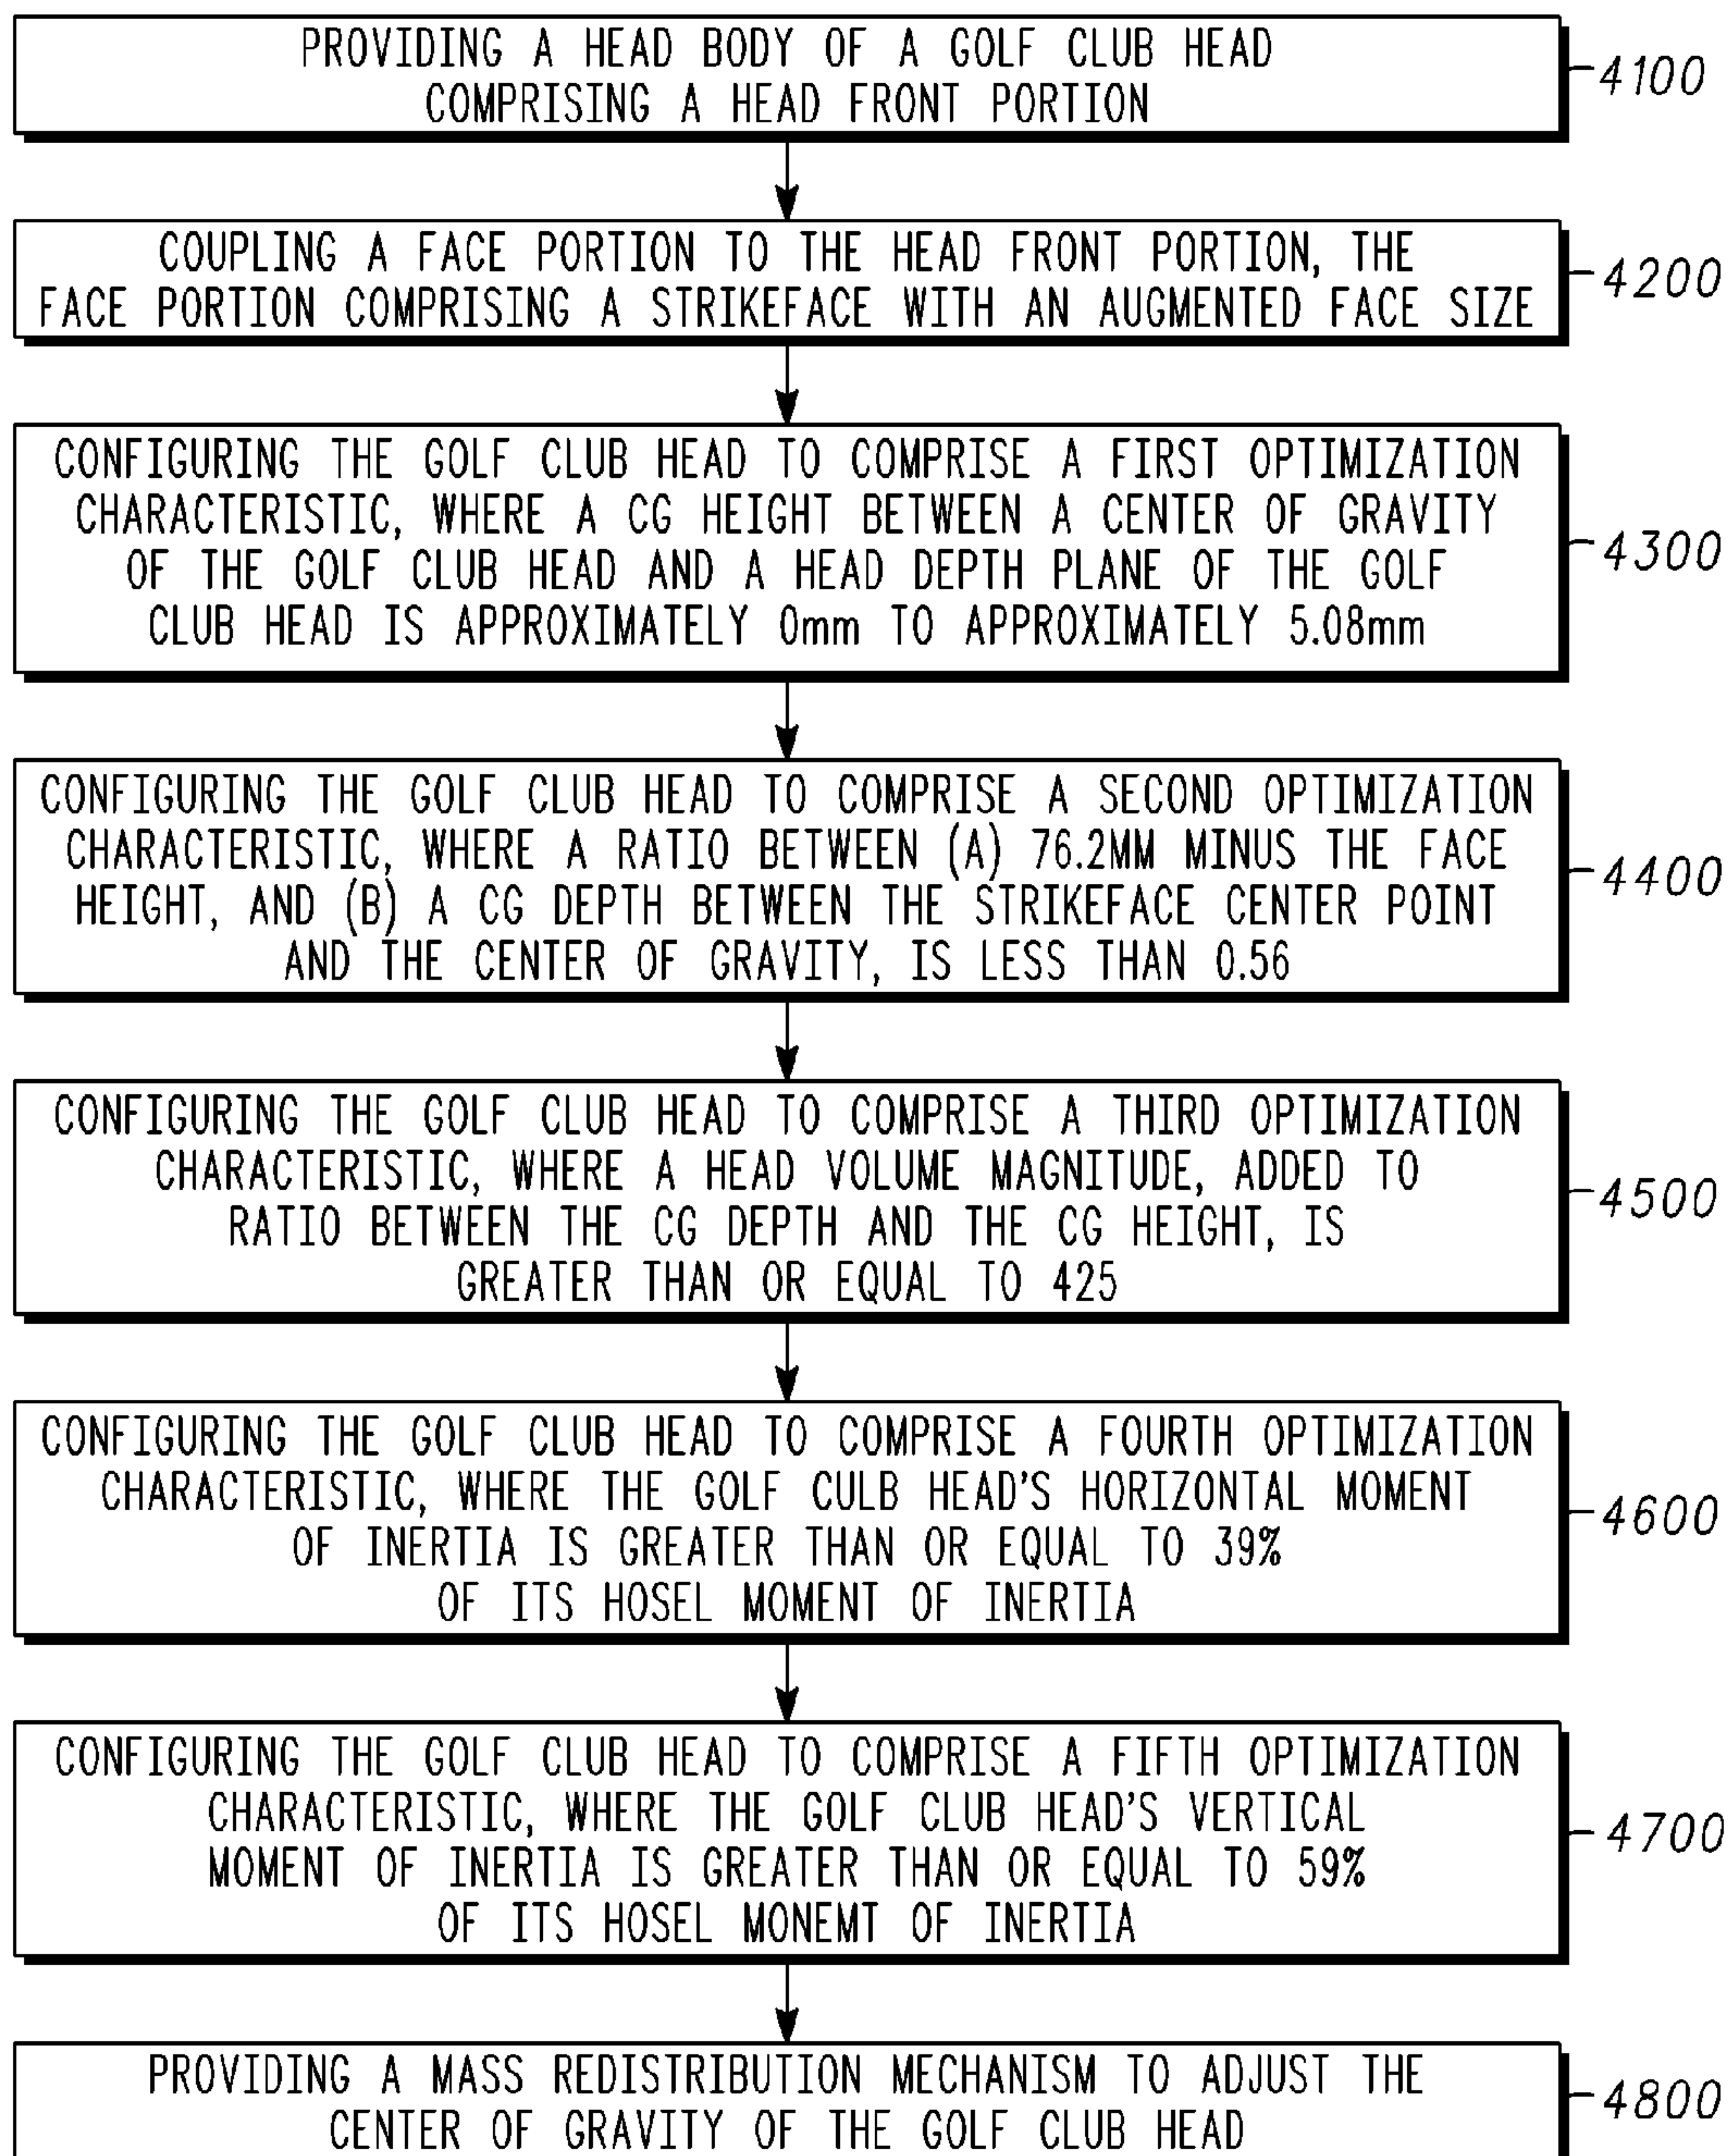 PROVIDING A HEAD BODY OF A GOLF CLUB HEAD
COMPRISING A HEAD FRONT PORTION
4100
COUPLING A FACE PORTION TO THE HEAD FRONT PORTION, THE
FACE PORTION COMPRISING A STRIKEFACE WITH AN AUGMENTED FACE SIZE
4200
CONFIGURING THE GOLF CLUB HEAD TO COMPRISE A FIRST OPTIMIZATION
CHARACTERISTIC, WHERE A CG HEIGHT BETWEEN A CENTER OF GRAVITY
OF THE GOLF CLUB HEAD AND A HEAD DEPTH PLANE OF THE GOLF
CLUB HEAD IS APPROXIMATELY 0mm TO APPROXIMATELY 5.08mm
4300
CONFIGURING THE GOLF CLUB HEAD TO COMPRISE A SECOND OPTIMIZATION
CHARACTERISTIC, WHERE A RATIO BETWEEN (A) 76.2MM MINUS THE FACE
HEIGHT, AND (B) A CG DEPTH BETWEEN THE STRIKEFACE CENTER POINT
AND THE CENTER OF GRAVITY, IS LESS THAN 0.56
4400
CONFIGURING THE GOLF CLUB HEAD TO COMPRISE A THIRD OPTIMIZATION
CHARACTERISTIC, WHERE A HEAD VOLUME MAGNITUDE, ADDED TO
RATIO BETWEEN THE CG DEPTH AND THE CG HEIGHT, IS
GREATER THAN OR EQUAL TO 425
4500
CONFIGURING THE GOLF CLUB HEAD TO COMPRISE A FOURTH OPTIMIZATION
CHARACTERISTIC, WHERE THE GOLF CULB HEAD'S HORIZONTAL MOMENT
OF INERTIA IS GREATER THAN OR EQUAL TO 39%
OF ITS HOSEL MOMENT OF INERTIA
4600
CONFIGURING THE GOLF CLUB HEAD TO COMPRISE A FIFTH OPTIMIZATION
CHARACTERISTIC, WHERE THE GOLF CLUB HEAD'S VERTICAL
MOMENT OF INERTIA IS GREATER THAN OR EQUAL TO 59%
OF ITS HOSEL MONEMT OF INERTIA
4700
PROVIDING A MASS REDISTRIBUTION MECHANISM TO ADJUST THE
CENTER OF GRAVITY OF THE GOLF CLUB HEAD
4800